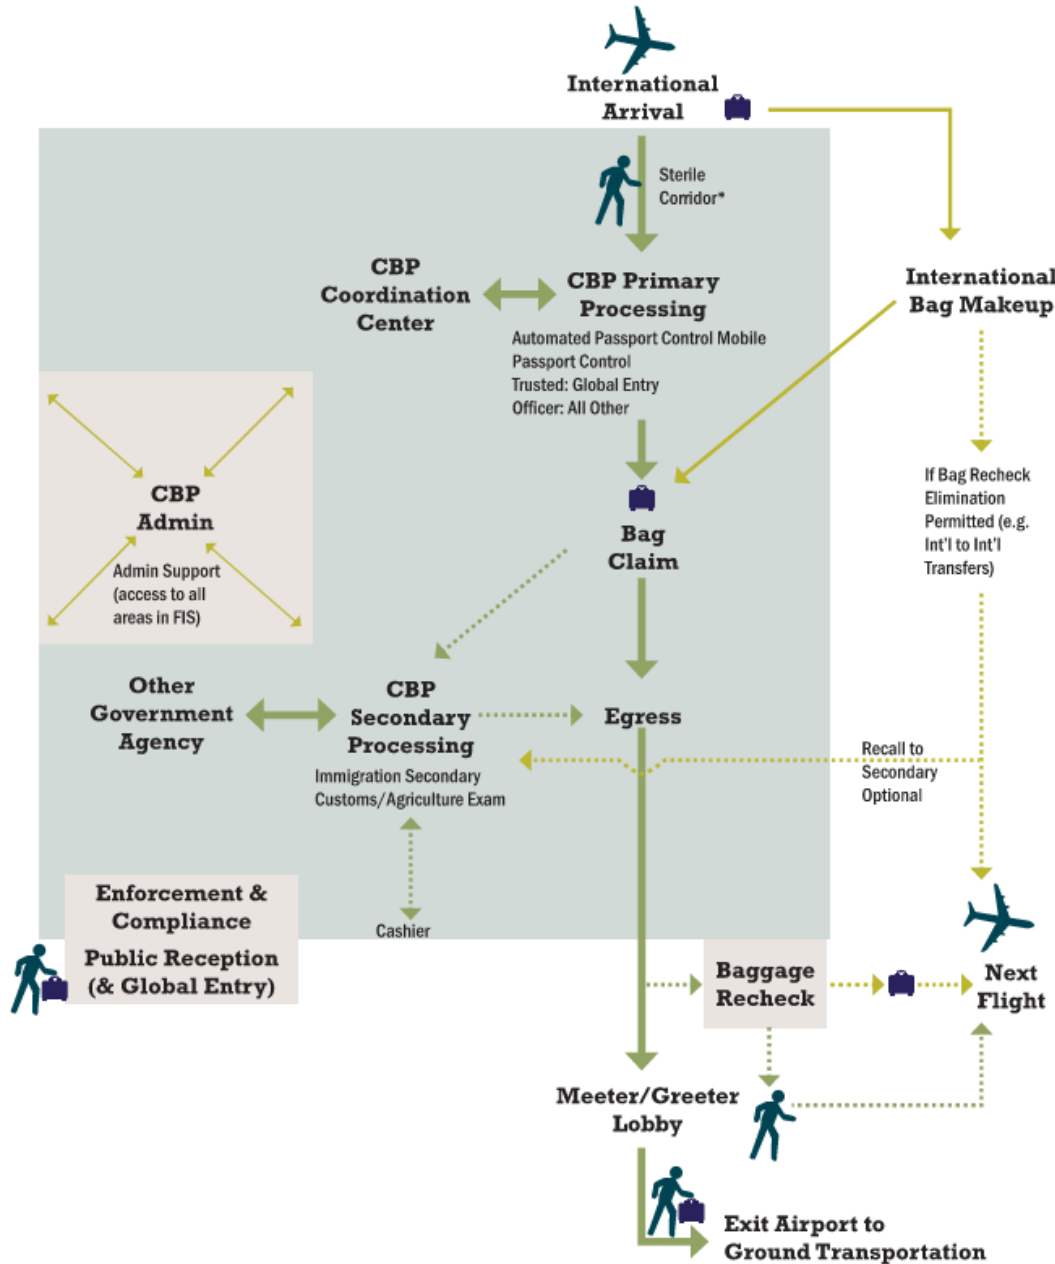 International
Arrival
Sterile
Corridor*
CBP
Coordination
Center
CBP Primary
Processing
Automated Passport Control Mobile
Passport Control
Trusted: Global Entry
Officer: All Other
International
Bag Makeup
If Bag Recheck
Elimination
Permitted (e.g.
Int'l to Int'l
Transfers)
CBP
Admin
Admin Support
(access to all
areas in FIS)
Bag
Claim
Other
Government
Agency
CBP
Secondary
Processing
Immigration Secondary
Customs/Agriculture Exam
Egress
Recall to
Secondary
Optional
Cashier
Enforcement &
Compliance
Public Reception
(& Global Entry)
Baggage
Recheck
Next
Flight
Meeter/Greeter
Lobby
Exit Airport to
Ground Transportation